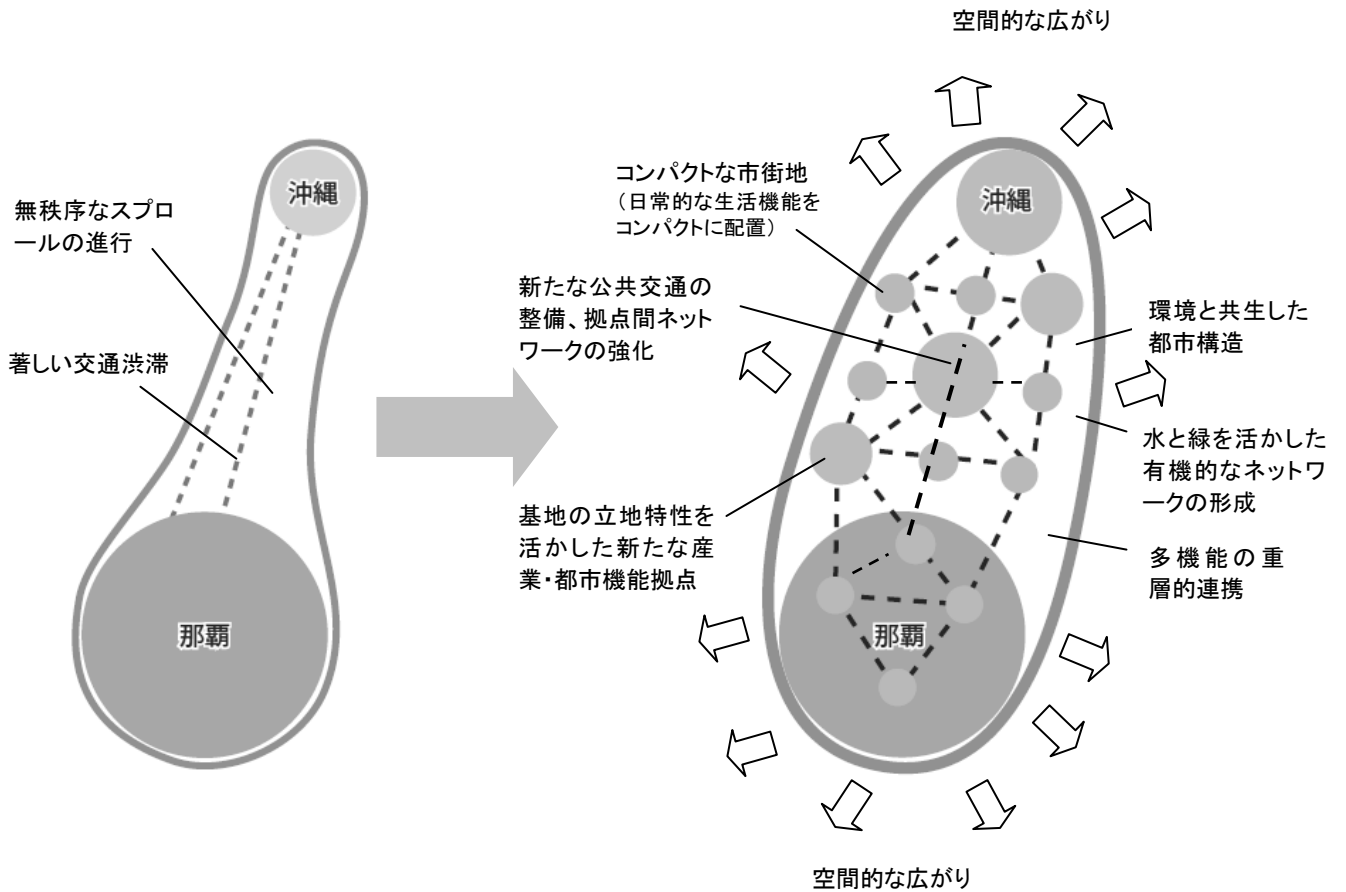 空間的な広がり
沖縄
無秩序なスプロ
ールの進行
著しい交通渋滞
那覇
コンパクトな市街地
（日常的な生活機能を
コンパクトに配置）
沖縄
新たな公共交通の
整備、拠点間ネット
ワークの強化
環境と共生した
都市構造
水と緑を活かした
有機的なネットワ
ークの形成
基地の立地特性を
活かした新たな産
業・都市機能拠点
多機能の重
層的連携
那覇
空間的な広がり